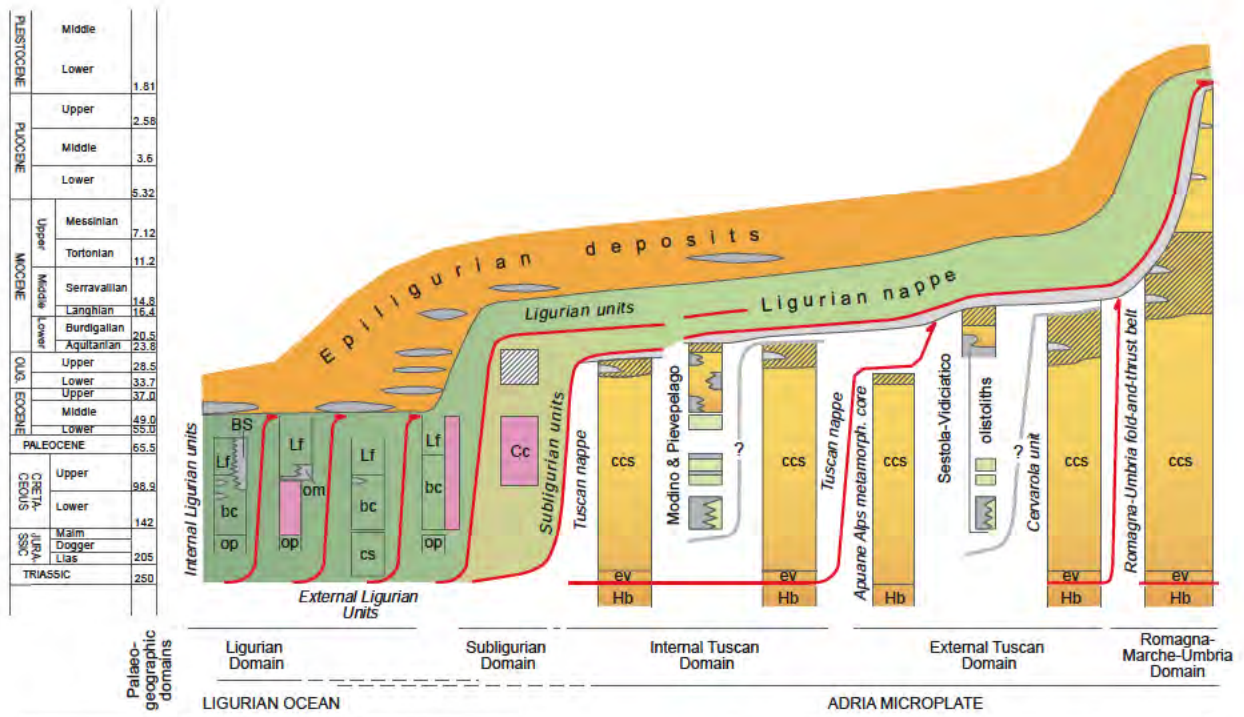 PLEISTOCENE
Middle
Lower
1.81
PLIOCENE
Upper
2.58
Middle
3.6
Lower
5.32
MIOCENE
Upper
Messinian
7.12
Tortonian
11.2
Middle
Serravallian
14.8
Langhian
16.4
Lower
Burdigalian
20.5
Aquitanian
23.8
OLIG.
Upper
28.5
Lower
33.7
EOCENE
Upper
37.0
Middle
49.0
Lower
55.0
PALEOCENE
65.5
CRETA-
CEOUS
Upper
98.9
Lower
142
JURA-
SSIC
Malm
Dogger
205
Lias
TRIASSIC
250
Epiligurian deposits
Ligurian units
Ligurian nappe
Internal Ligurian units
BS
Lf
bc
op
Lf
om
op
Lf
bc
cs
Lf
bc
op
External Ligurian
Units
Cc
Subligurian units
Tuscan nappe
ccs
ev
Hb
Modino & Pievepelago
?
ccs
ev
Hb
Tuscan nappe
Apuane Alps metamorph. core
ccs
Hb
Sestola-Vidiciatico
olistoliths
?
Cervarola unit
ccs
ev
Hb
Romagna-Umbria fold-and-thrust belt
ccs
ev
Hb
Palaeo-
geographic
domains
Ligurian
Domain
Subligurian
Domain
Internal Tuscan
Domain
External Tuscan
Domain
Romagna-
Marche-Umbria
Domain
LIGURIAN OCEAN
ADRIA MICROPLATE